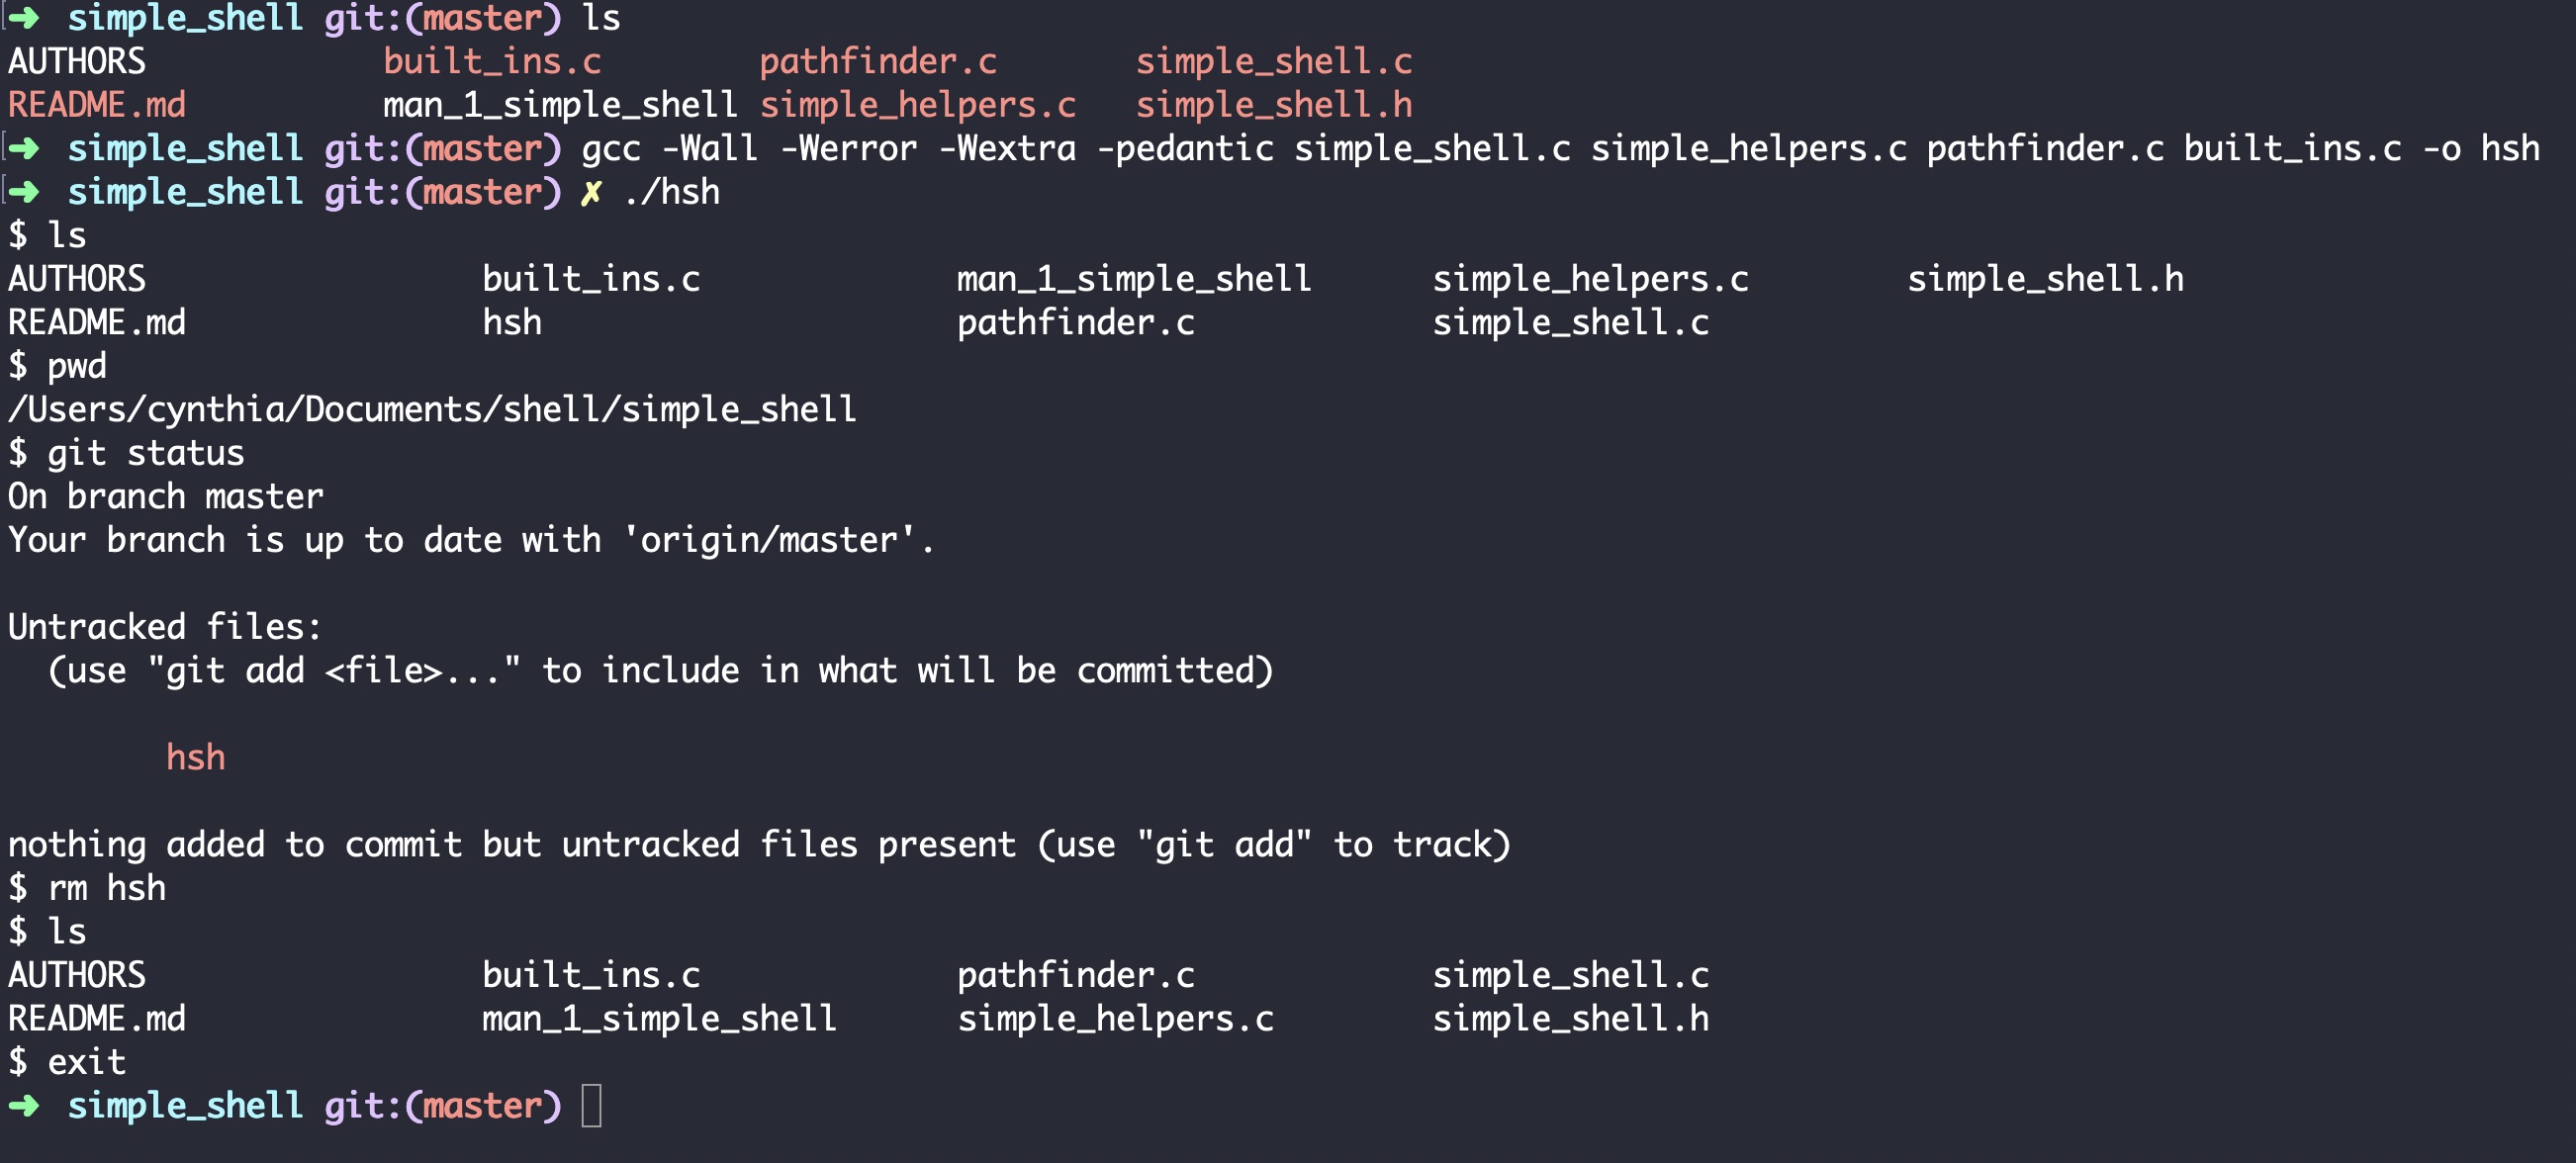 ➜ simple_shell git:(master) ls
AUTHORS built_ins.c pathfinder.c simple_shell.c
README.md man_1_simple_shell simple_helpers.c simple_shell.h
➜ simple_shell git:(master) gcc -Wall -Werror -Wextra -pedantic simple_shell.c simple_helpers.c pathfinder.c built_ins.c -o hsh
➜ simple_shell git:(master) ✗ ./hsh
$ ls
AUTHORS built_ins.c man_1_simple_shell simple_helpers.c simple_shell.h
README.md hsh pathfinder.c simple_shell.c
$ pwd
/Users/cynthia/Documents/shell/simple_shell
$ git status
On branch master
Your branch is up to date with 'origin/master'.
Untracked files:
(use "git add <file>..." to include in what will be committed)
hsh
nothing added to commit but untracked files present (use "git add" to track)
$ rm hsh
$ ls
AUTHORS built_ins.c pathfinder.c simple_shell.c
README.md man_1_simple_shell simple_helpers.c simple_shell.h
$ exit
➜ simple_shell git:(master)